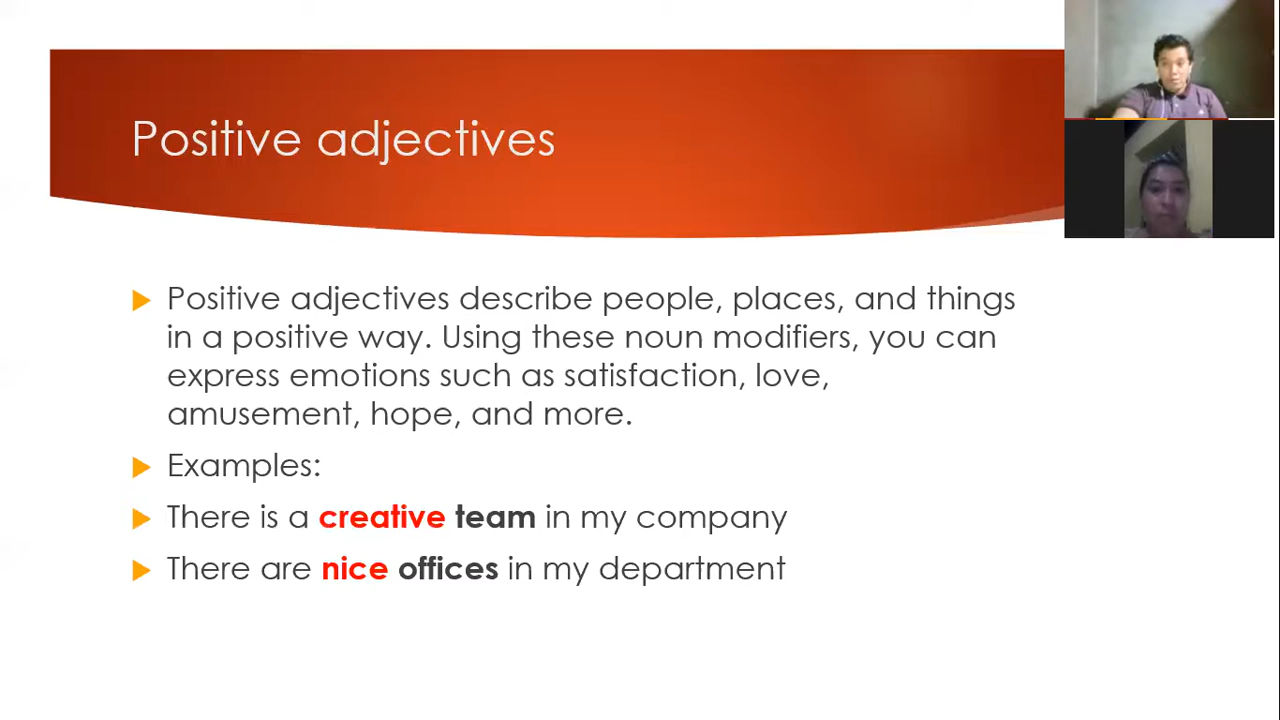 Positive adjectives
Positive adjectives describe people, places, and things
in a positive way. Using these noun modifiers, you can
express emotions such as satisfaction, love,
amusement, hope, and more.
Examples:
There is a creative team in my company
There are nice offices in my department